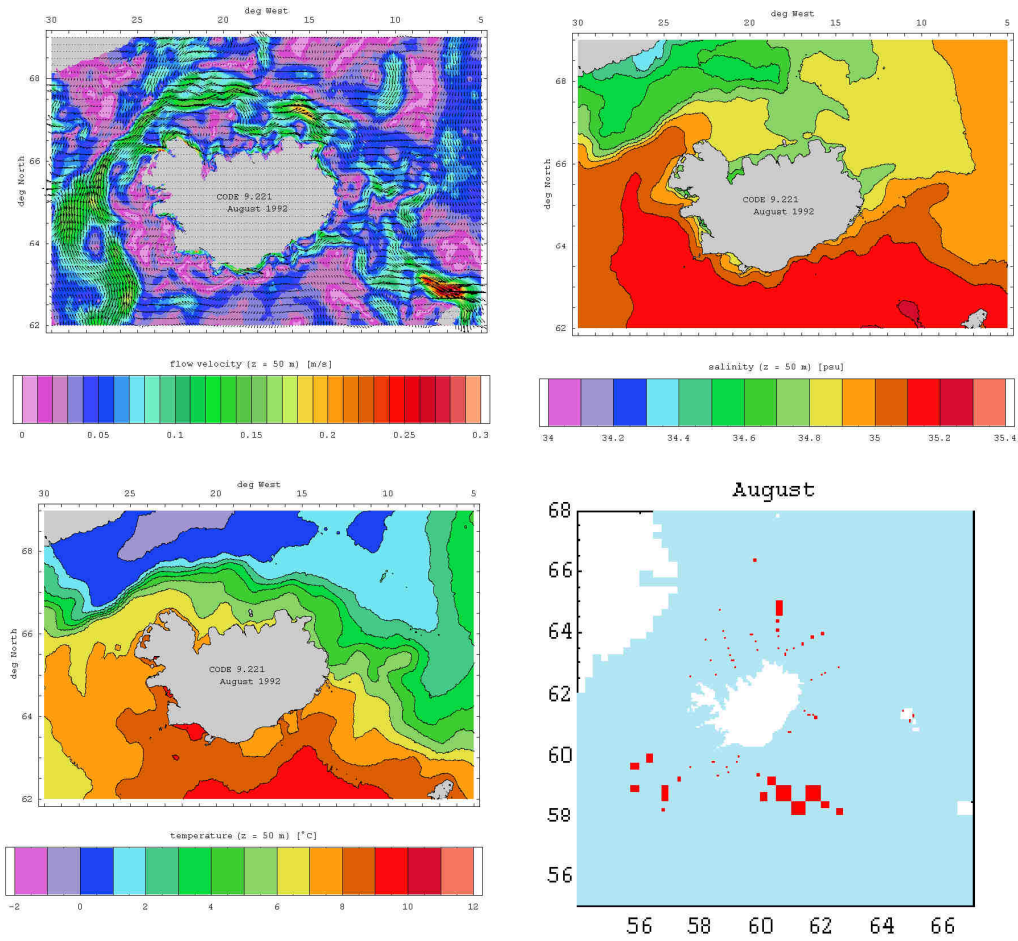 deg West
30 25 20 15 10 5
deg North
68
66
64
62
CODE 9.221
August 1992
flow velocity (z = 50 m) [m/s]
0 0.05 0.1 0.15 0.2 0.25 0.3
deg West
30 25 20 15 10 5
deg North
68
66
64
62
CODE 9.221
August 1992
salinity (z = 50 m) [psu]
34 34.2 34.4 34.6 34.8 35 35.2 35.4
deg West
30 25 20 15 10 5
deg North
68
66
64
62
CODE 9.221
August 1992
temperature (z = 50 m) [°C]
-2 0 2 4 6 8 10 12
August
68
66
64
62
60
58
56
56 58 60 62 64 66